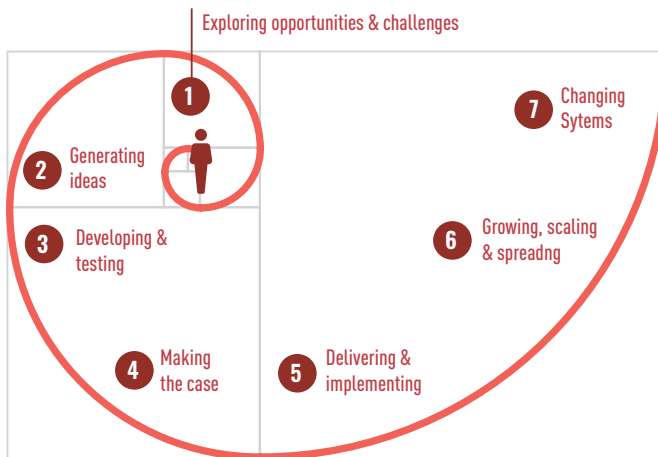 Exploring opportunities & challenges
1
2
Generating
ideas
3
Developing &
testing
4
Making
the case
5
Delivering &
implementing
6
Growing, scaling
& spreadng
7
Changing
Sytems